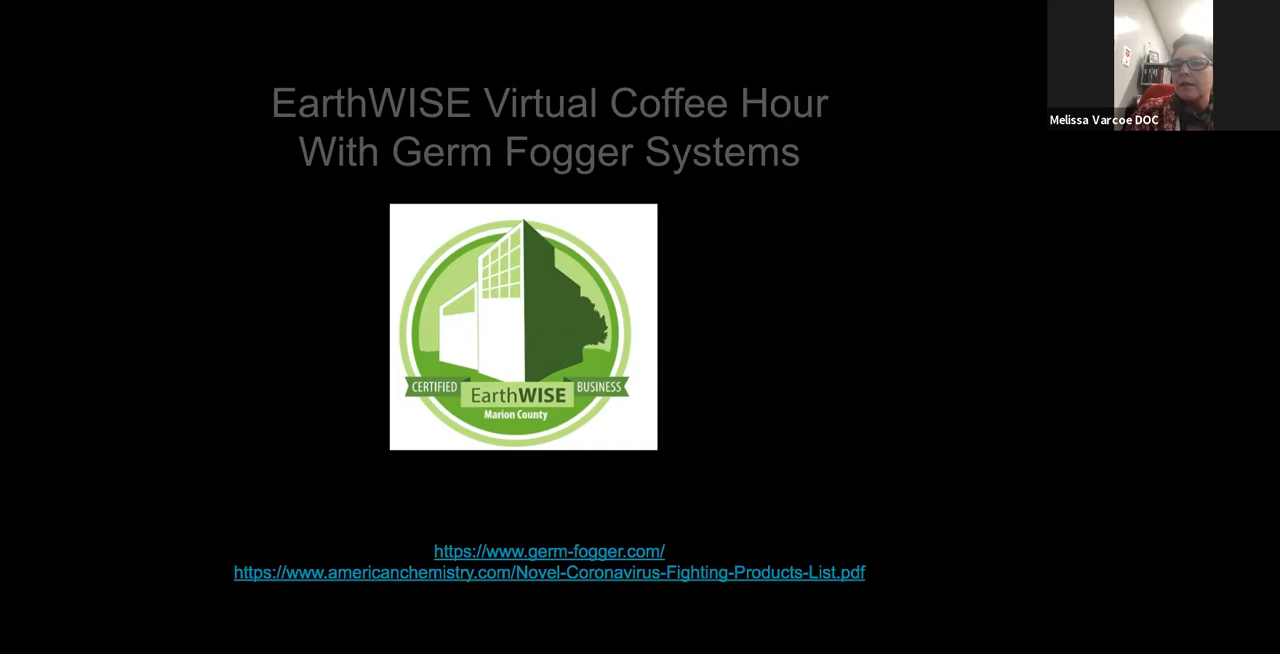 EarthWISE Virtual Coffee Hour
With Germ Fogger Systems
Melissa Varcoe DOC
CERTIFIED EarthWISE BUSINESS
Marion County
https://www.germ-fogger.com/
https://www.americanchemistry.com/Novel-Coronavirus-Fighting-Products-List.pdf